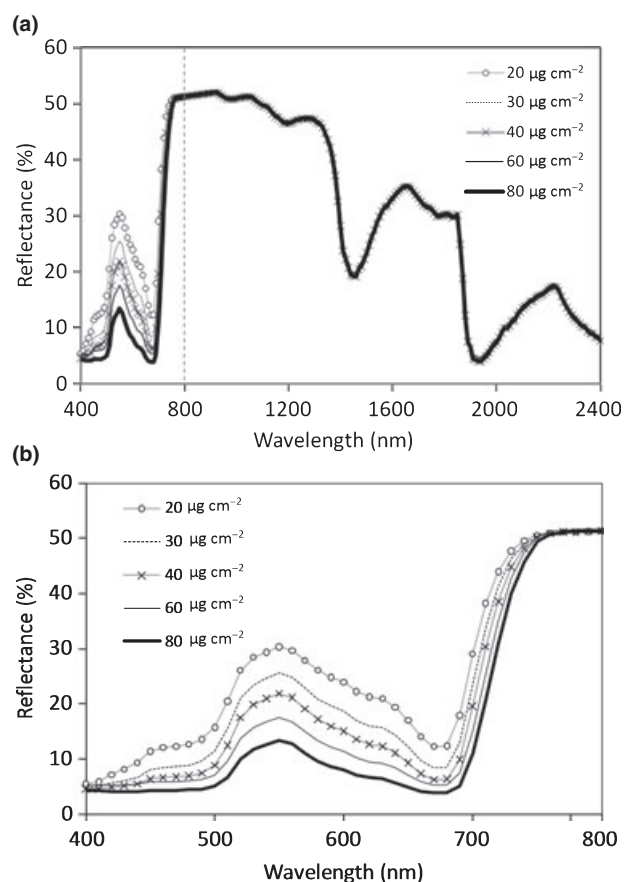 (a)
60
50
40
30
20
10
0
Reflectance (%)
20 µg cm⁻²
30 µg cm⁻²
40 µg cm⁻²
60 µg cm⁻²
80 µg cm⁻²
400 800 1200 1600 2000 2400
Wavelength (nm)
(b)
60
50
40
30
20
10
0
Reflectance (%)
20 µg cm⁻²
30 µg cm⁻²
40 µg cm⁻²
60 µg cm⁻²
80 µg cm⁻²
400 500 600 700 800
Wavelength (nm)